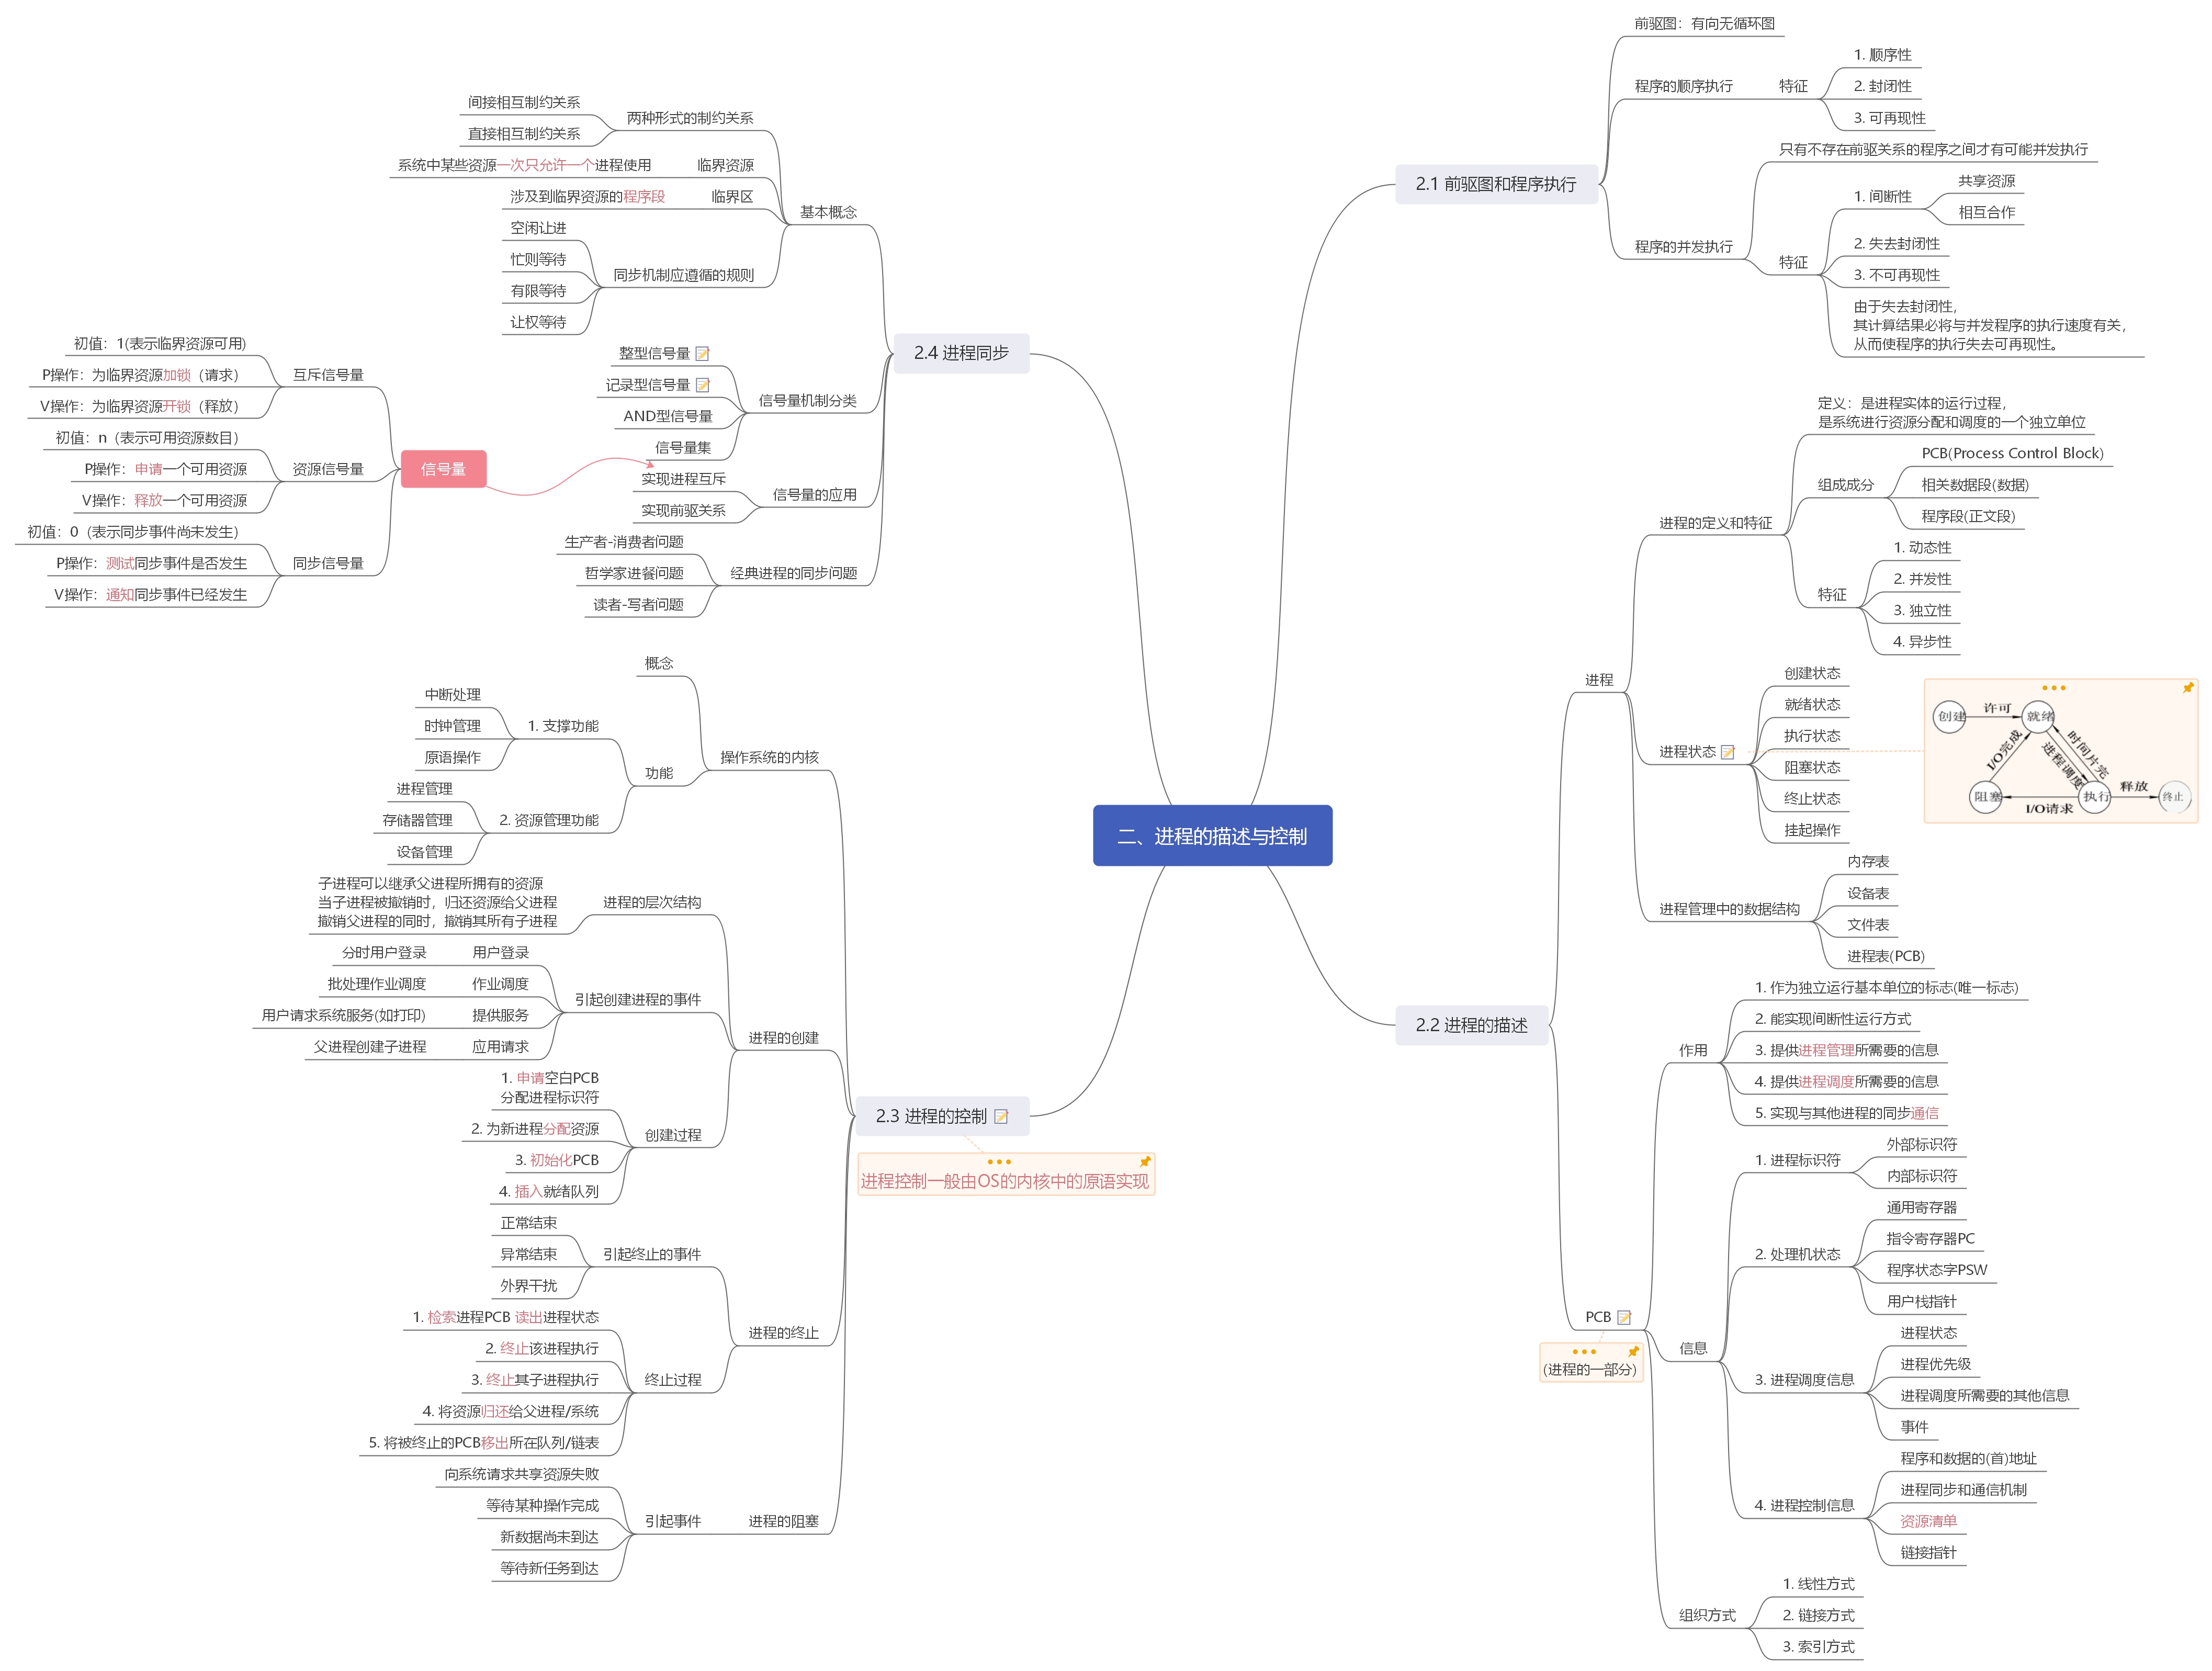 二、进程的描述与控制
2.1 前驱图和程序执行
前驱图：有向无循环图
程序的顺序执行
特征
1. 顺序性
2. 封闭性
3. 可再现性
程序的并发执行
只有不存在前驱关系的程序之间才有可能并发执行
特征
1. 间断性
共享资源
相互合作
2. 失去封闭性
3. 不可再现性
由于失去封闭性，
其计算结果必将与并发程序的执行速度有关，
从而使程序的执行失去可再现性。
2.2 进程的描述
进程
进程的定义和特征
定义：是进程实体的运行过程，
是系统进行资源分配和调度的一个独立单位
组成成分
PCB(Process Control Block)
相关数据段(数据)
程序段(正文段)
特征
1. 动态性
2. 并发性
3. 独立性
4. 异步性
进程状态
创建状态
就绪状态
执行状态
阻塞状态
终止状态
挂起操作
创建
许可
就绪
I/O完成
进程调度
时间片完
阻塞
I/O请求
执行
释放
终止
进程管理中的数据结构
内存表
设备表
文件表
进程表(PCB)
PCB
(进程的一部分)
作用
1. 作为独立运行基本单位的标志(唯一标志)
2. 能实现间断性运行方式
3. 提供进程管理所需要的信息
4. 提供进程调度所需要的信息
5. 实现与其他进程的同步通信
信息
1. 进程标识符
外部标识符
内部标识符
2. 处理机状态
通用寄存器
指令寄存器PC
程序状态字PSW
用户栈指针
3. 进程调度信息
进程状态
进程优先级
进程调度所需要的其他信息
事件
4. 进程控制信息
程序和数据的(首)地址
进程同步和通信机制
资源清单
链接指针
组织方式
1. 线性方式
2. 链接方式
3. 索引方式
2.3 进程的控制
进程控制一般由OS的内核中的原语实现
操作系统的内核
概念
功能
1. 支撑功能
中断处理
时钟管理
原语操作
2. 资源管理功能
进程管理
存储器管理
设备管理
进程的创建
进程的层次结构
子进程可以继承父进程所拥有的资源
当子进程被撤销时，归还资源给父进程
撤销父进程的同时，撤销其所有子进程
引起创建进程的事件
用户登录
分时用户登录
作业调度
批处理作业调度
提供服务
用户请求系统服务(如打印)
应用请求
父进程创建子进程
创建过程
1. 申请空白PCB
分配进程标识符
2. 为新进程分配资源
3. 初始化PCB
4. 插入就绪队列
进程的终止
引起终止的事件
正常结束
异常结束
外界干扰
终止过程
1. 检索进程PCB 读出进程状态
2. 终止该进程执行
3. 终止其子进程执行
4. 将资源归还给父进程/系统
5. 将被终止的PCB移出所在队列/链表
进程的阻塞
引起事件
向系统请求共享资源失败
等待某种操作完成
新数据尚未到达
等待新任务到达
2.4 进程同步
基本概念
两种形式的制约关系
间接相互制约关系
直接相互制约关系
临界资源
系统中某些资源一次只允许一个进程使用
临界区
涉及到临界资源的程序段
同步机制应遵循的规则
空闲让进
忙则等待
有限等待
让权等待
信号量机制分类
整型信号量
记录型信号量
AND型信号量
信号量集
信号量的应用
实现进程互斥
实现前驱关系
经典进程的同步问题
生产者-消费者问题
哲学家进餐问题
读者-写者问题
信号量
互斥信号量
初值：1(表示临界资源可用)
P操作：为临界资源加锁（请求）
V操作：为临界资源开锁（释放）
资源信号量
初值：n（表示可用资源数目）
P操作：申请一个可用资源
V操作：释放一个可用资源
同步信号量
初值：0（表示同步事件尚未发生）
P操作：测试同步事件是否发生
V操作：通知同步事件已经发生